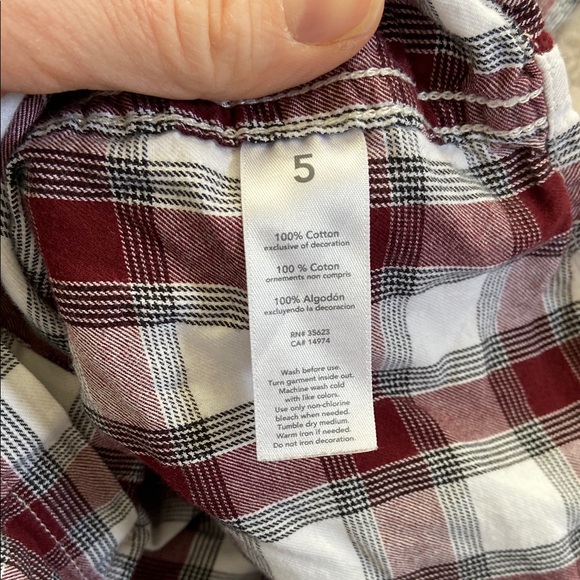 5
100% Cotton
exclusive of decoration
100 % Coton
ornements non compris
100% Algodón
excluyendo la decoracion
RN# 35623
CA# 14974
Wash before use.
Turn garment inside out.
Machine wash cold
with like colors.
Use only non-chlorine
bleach when needed.
Tumble dry medium.
Warm iron if needed.
Do not iron decoration.